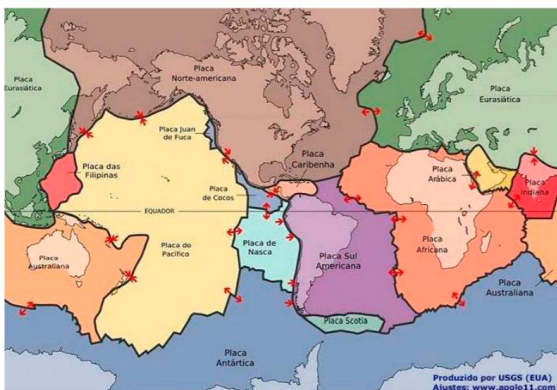 Placa
Norte-americana
Placa
Eurasiática
Placa
Eurasiática
Placa Juan
de Fuca
Placa das
Filipinas
Placa
Caribenha
Placa
Arábica
Placa
Indiana
Placa
de Cocos
EQUADOR
Placa
Australiana
Placa do
Pacífico
Placa de
Nasca
Placa Sul
Americana
Placa
Africana
Placa
Australiana
Placa Scotia
Placa
Antártica
Produzido por USGS (EUA)
Ajustes: www.apolo11.com